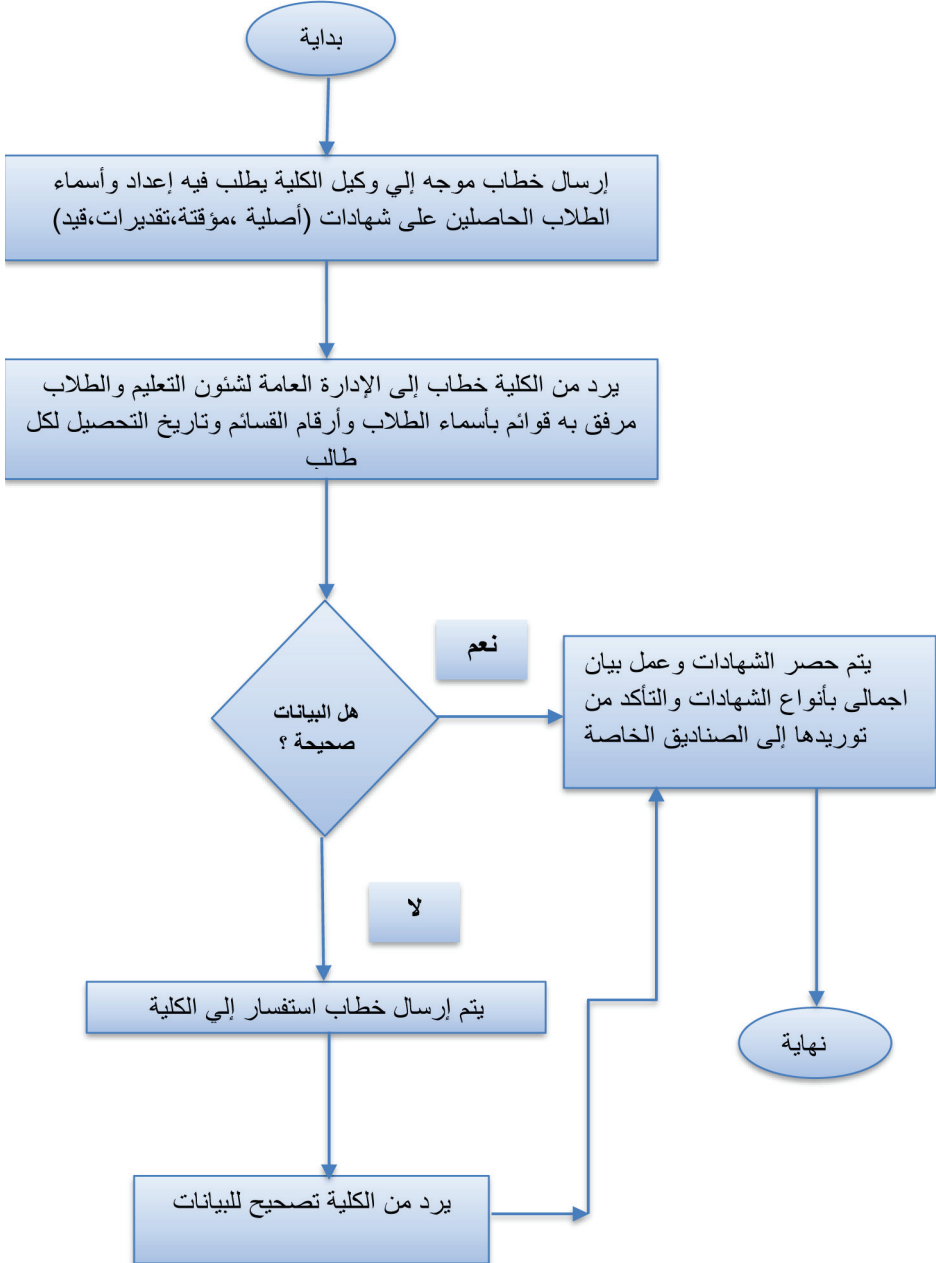 بداية
إرسال خطاب موجه إلي وكيل الكلية يطلب فيه إعداد وأسماء
الطلاب الحاصلين على شهادات (أصلية ،مؤقتة،تقديرات،قيد)
يرد من الكلية خطاب إلى الإدارة العامة لشئون التعليم والطلاب
مرفق به قوائم بأسماء الطلاب وأرقام القسائم وتاريخ التحصيل لكل
طالب
هل البيانات
صحيحة ؟
نعم
يتم حصر الشهادات وعمل بيان
اجمالى بأنواع الشهادات والتأكد من
توريدها إلى الصناديق الخاصة
لا
يتم إرسال خطاب استفسار إلي الكلية
يرد من الكلية تصحيح للبيانات
نهاية